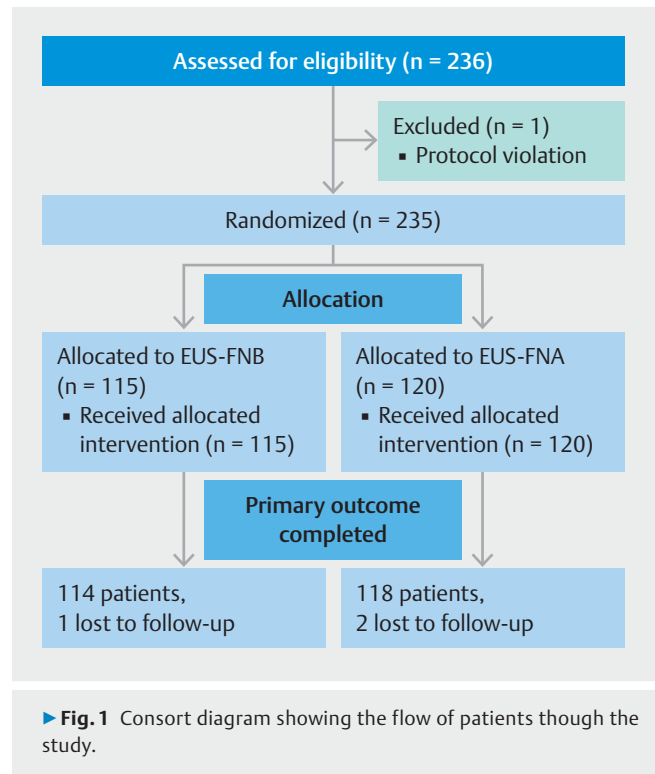 Assessed for eligibility (n = 236)
Excluded (n = 1)
▪ Protocol violation
Randomized (n = 235)
Allocation
Allocated to EUS-FNB
(n = 115)
▪ Received allocated
intervention (n = 115)
Allocated to EUS-FNA
(n = 120)
▪ Received allocated
intervention (n = 120)
Primary outcome
completed
114 patients,
1 lost to follow-up
118 patients,
2 lost to follow-up
▶ Fig. 1 Consort diagram showing the flow of patients though the
study.